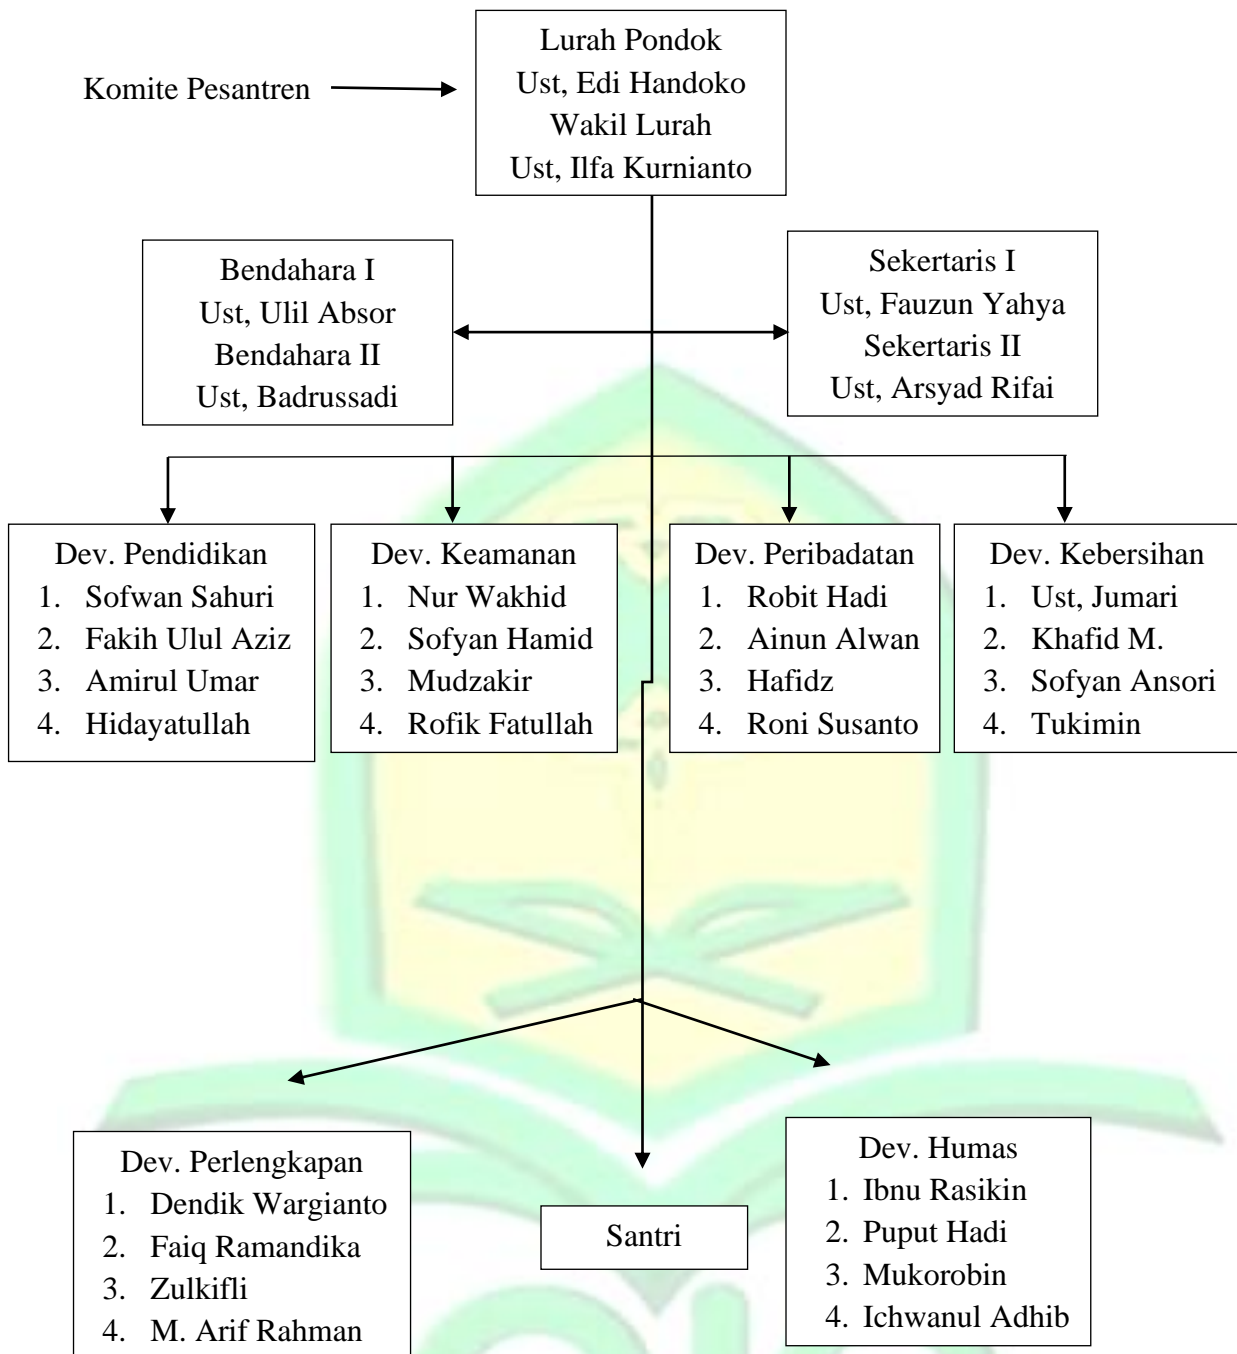 Lurah Pondok
Ust, Edi Handoko
Wakil Lurah
Ust, Ilfa Kurnianto
Komite Pesantren
Bendahara I
Ust, Ulil Absor
Bendahara II
Ust, Badrussadi
Sekertaris I
Ust, Fauzun Yahya
Sekertaris II
Ust, Arsyad Rifai
Dev. Pendidikan
1. Sofwan Sahuri
2. Fakih Ulul Aziz
3. Amirul Umar
4. Hidayatullah
Dev. Keamanan
1. Nur Wakhid
2. Sofyan Hamid
3. Mudzakir
4. Rofik Fatullah
Dev. Peribadatan
1. Robit Hadi
2. Ainun Alwan
3. Hafidz
4. Roni Susanto
Dev. Kebersihan
1. Ust, Jumari
2. Khafid M.
3. Sofyan Ansori
4. Tukimin
Dev. Perlengkapan
1. Dendik Wargianto
2. Faiq Ramandika
3. Zulkifli
4. M. Arif Rahman
Santri
Dev. Humas
1. Ibnu Rasikin
2. Puput Hadi
3. Mukorobin
4. Ichwanul Adhib